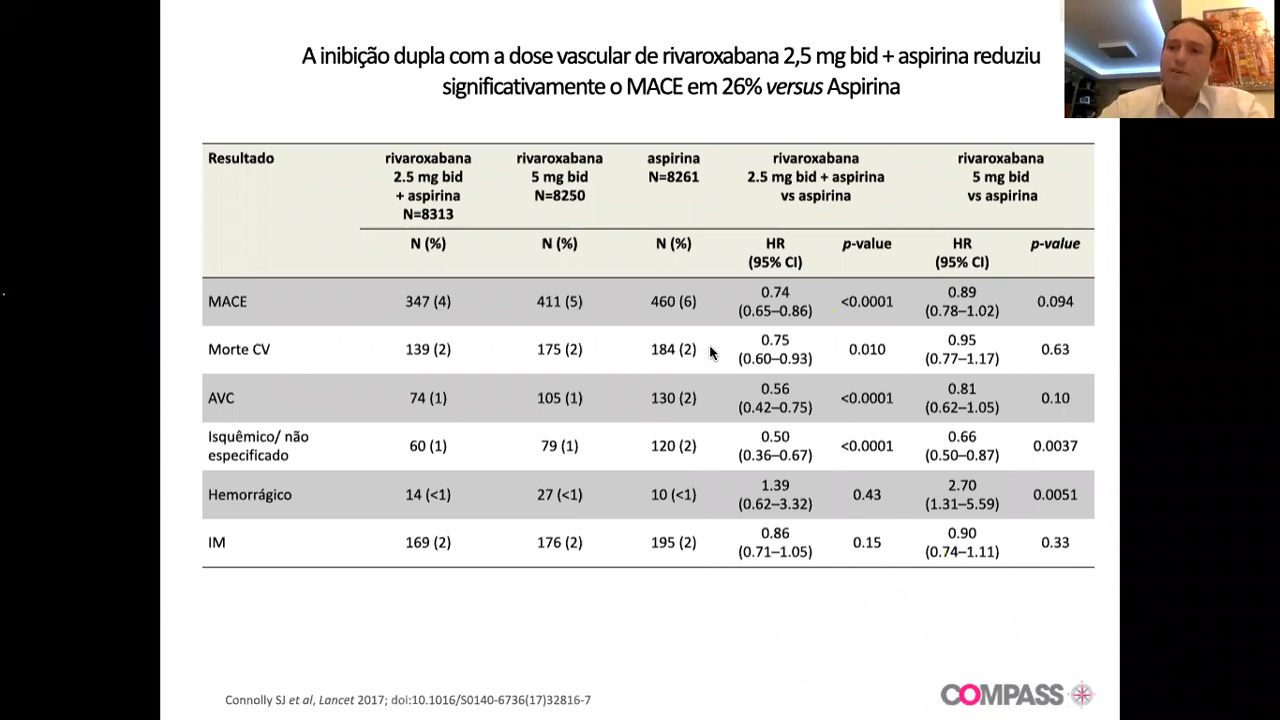 A inibição dupla com a dose vascular de rivaroxabana 2,5 mg bid + aspirina reduziu
significativamente o MACE em 26% versus Aspirina
Resultado
rivaroxabana
2.5 mg bid
+ aspirina
N=8313
rivaroxabana
5 mg bid
N=8250
aspirina
N=8261
rivaroxabana
2.5 mg bid + aspirina
vs aspirina
rivaroxabana
5 mg bid
vs aspirina
N (%)
N (%)
N (%)
HR
(95% CI)
p-value
HR
(95% CI)
p-value
MACE
347 (4)
411 (5)
460 (6)
0.74
(0.65–0.86)
<0.0001
0.89
(0.78–1.02)
0.094
Morte CV
139 (2)
175 (2)
184 (2)
0.75
(0.60–0.93)
0.010
0.95
(0.77–1.17)
0.63
AVC
74 (1)
105 (1)
130 (2)
0.56
(0.42–0.75)
<0.0001
0.81
(0.62–1.05)
0.10
Isquêmico/ não
especificado
60 (1)
79 (1)
120 (2)
0.50
(0.36–0.67)
<0.0001
0.66
(0.50–0.87)
0.0037
Hemorrágico
14 (<1)
27 (<1)
10 (<1)
1.39
(0.62–3.32)
0.43
2.70
(1.31–5.59)
0.0051
IM
169 (2)
176 (2)
195 (2)
0.86
(0.71–1.05)
0.15
0.90
(0.74–1.11)
0.33
Connolly SJ et al, Lancet 2017; doi:10.1016/S0140-6736(17)32816-7
COMPASS